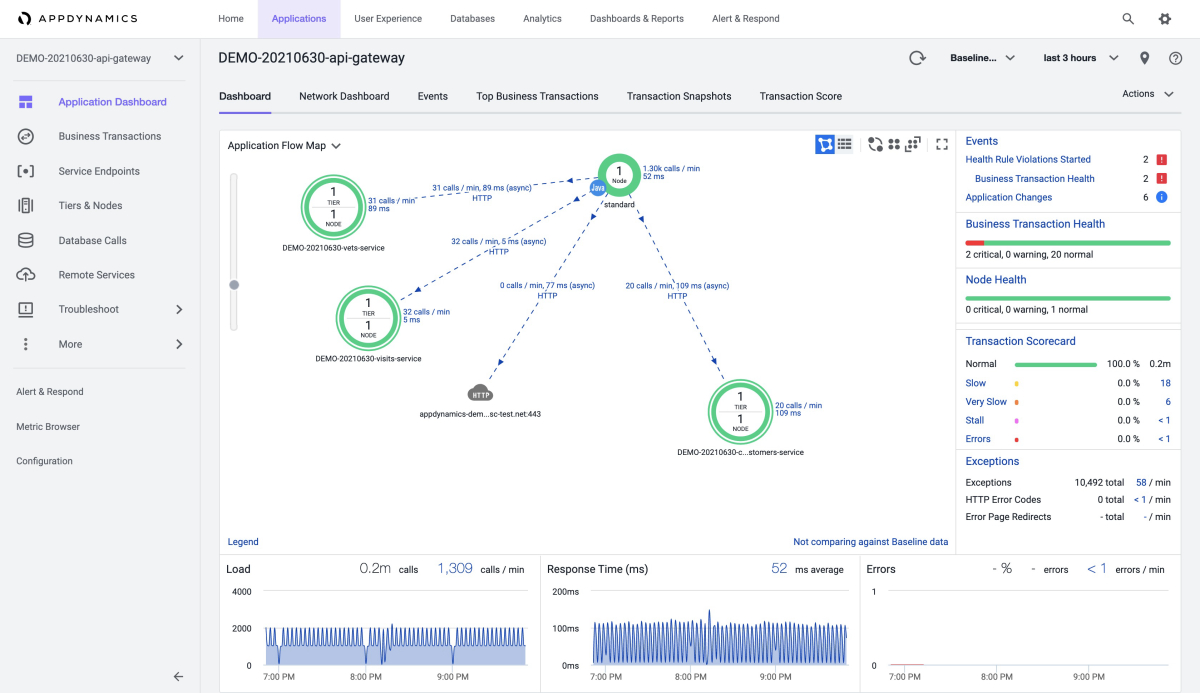 APPDYNAMICS
Home Applications User Experience Databases Analytics Dashboards & Reports Alert & Respond
DEMO-20210630-api-gateway
Application Dashboard
Business Transactions
Service Endpoints
Tiers & Nodes
Database Calls
Remote Services
Troubleshoot
More
Alert & Respond
Metric Browser
Configuration
DEMO-20210630-api-gateway
Baseline... last 3 hours
Dashboard Network Dashboard Events Top Business Transactions Transaction Snapshots Transaction Score Actions
Application Flow Map
1
Node
Java
standard
1.30k calls / min
52 ms
31 calls / min, 89 ms (async)
HTTP
1
TIER
1
NODE
31 calls / min
89 ms
DEMO-20210630-vets-service
32 calls / min, 5 ms (async)
HTTP
1
TIER
1
NODE
32 calls / min
5 ms
DEMO-20210630-visits-service
0 calls / min, 77 ms (async)
HTTP
20 calls / min, 109 ms (async)
HTTP
HTTP
appdynamics-dem...sc-test.net:443
1
TIER
1
NODE
20 calls / min
109 ms
DEMO-20210630-c...stomers-service
Legend
Not comparing against Baseline data
Events
Health Rule Violations Started 2 !
Business Transaction Health 2 !
Application Changes 6 i
Business Transaction Health
2 critical, 0 warning, 20 normal
Node Health
0 critical, 0 warning, 1 normal
Transaction Scorecard
Normal 100.0 % 0.2m
Slow 0.0 % 18
Very Slow 0.0 % 6
Stall 0.0 % < 1
Errors 0.0 % < 1
Exceptions
Exceptions 10,492 total 58 / min
HTTP Error Codes 0 total < 1 / min
Error Page Redirects - total - / min
Load 0.2m calls 1,309 calls / min
4000
2000
0
7:00 PM 8:00 PM 9:00 PM
Response Time (ms) 52 ms average
200ms
100ms
0ms
7:00 PM 8:00 PM 9:00 PM
Errors - % - errors < 1 errors / min
1
0
7:00 PM 8:00 PM 9:00 PM